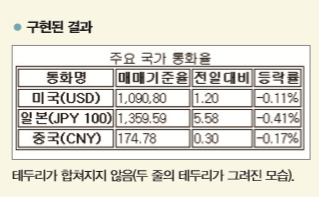 구현된 결과
주요 국가 통화율
통화명 매매기준율 전일대비 등락률
미국(USD) 1,090,80 1.20 -0.11%
일본(JPY 100) 1,359.59 5.58 -0.41%
중국(CNY) 174.78 0.30 -0.17%
테두리가 합쳐지지 않음(두 줄의 테두리가 그려진 모습).